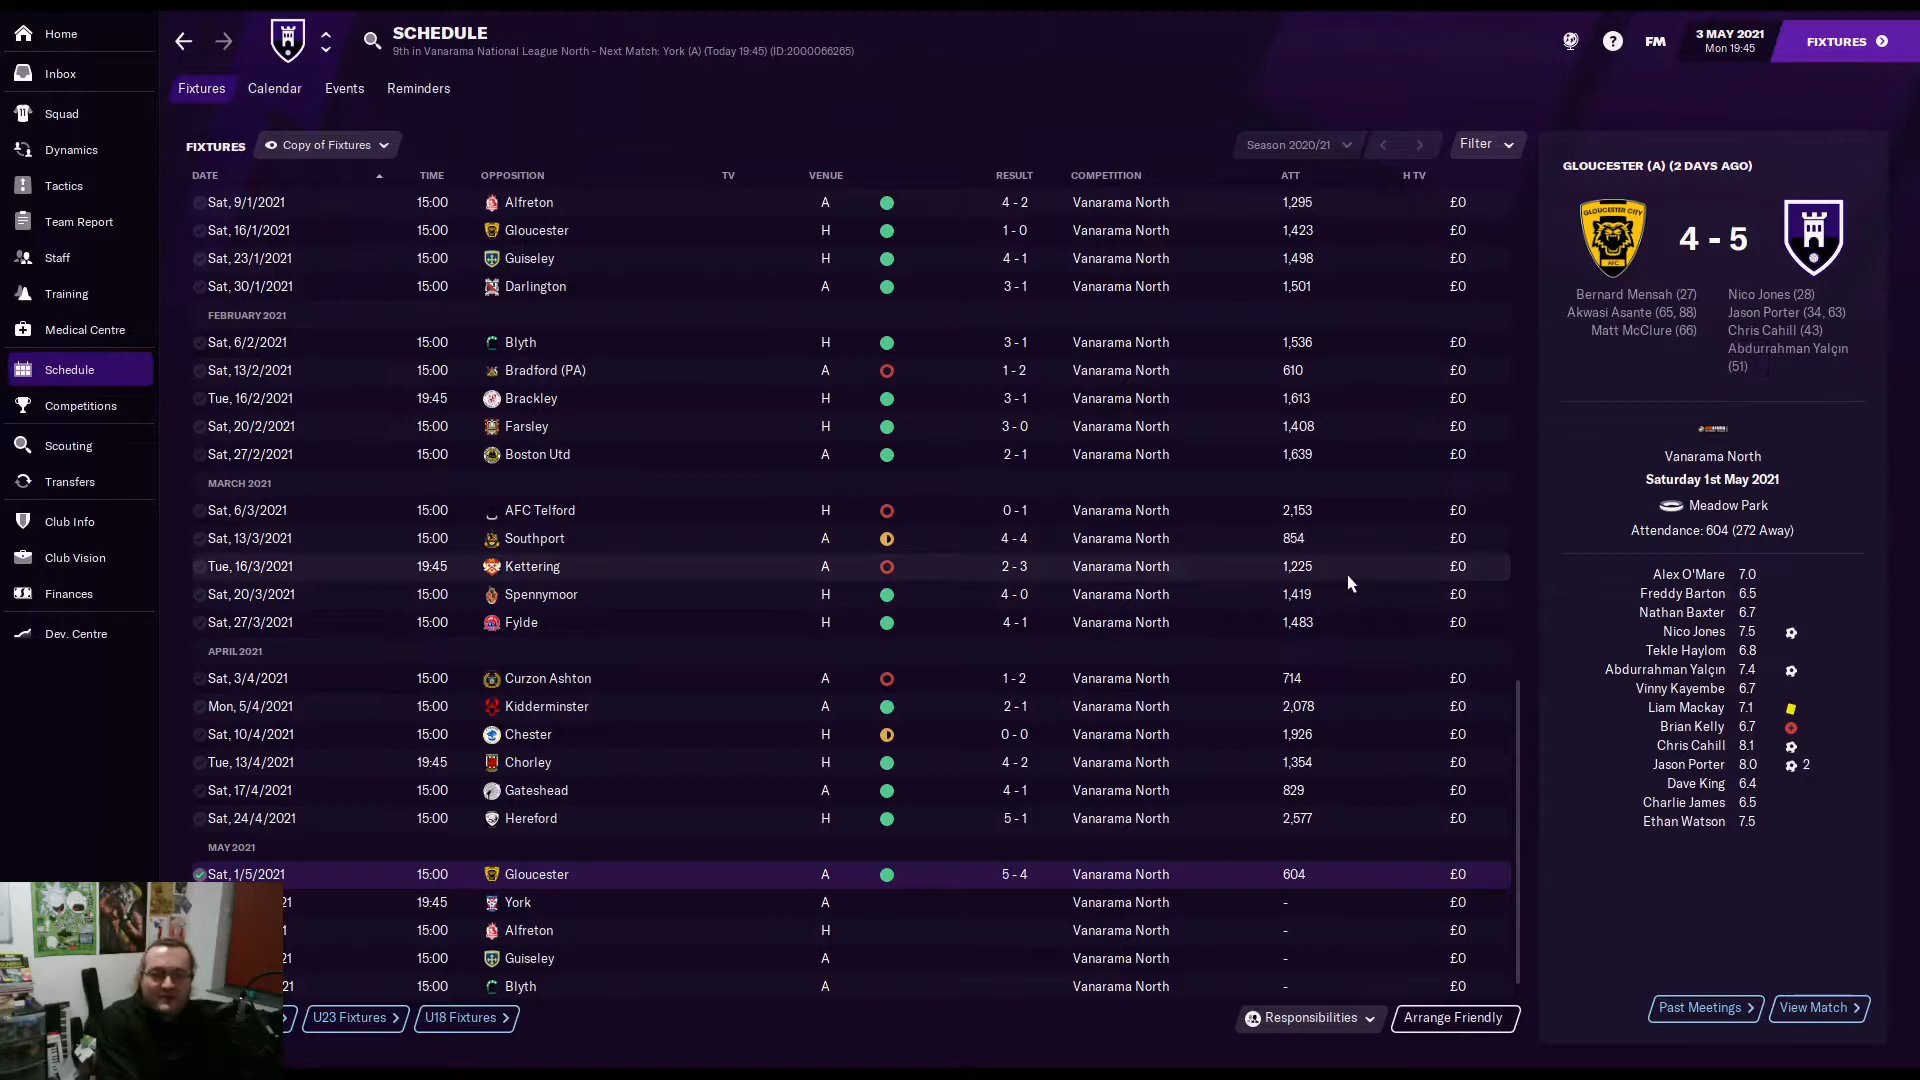 Home
Inbox
Squad
Dynamics
Tactics
Team Report
Staff
Training
Medical Centre
Schedule
Competitions
Scouting
Transfers
Club Info
Club Vision
Finances
Dev. Centre
SCHEDULE
9th in Vanarama National League North - Next Match: York (A) (Today 19:45) (ID:2000066265)
FM
3 MAY 2021
Mon 19:45
FIXTURES
Fixtures Calendar Events Reminders
FIXTURES Copy of Fixtures Season 2020/21 Filter
DATE TIME OPPOSITION TV VENUE RESULT COMPETITION ATT H TV
Sat, 9/1/2021 15:00 Alfreton A 4 - 2 Vanarama North 1,295 £0
Sat, 16/1/2021 15:00 Gloucester H 1 - 0 Vanarama North 1,423 £0
Sat, 23/1/2021 15:00 Guiseley H 4 - 1 Vanarama North 1,498 £0
Sat, 30/1/2021 15:00 Darlington A 3 - 1 Vanarama North 1,501 £0
FEBRUARY 2021
Sat, 6/2/2021 15:00 Blyth H 3 - 1 Vanarama North 1,536 £0
Sat, 13/2/2021 15:00 Bradford (PA) A 1 - 2 Vanarama North 610 £0
Tue, 16/2/2021 19:45 Brackley H 3 - 1 Vanarama North 1,613 £0
Sat, 20/2/2021 15:00 Farsley H 3 - 0 Vanarama North 1,408 £0
Sat, 27/2/2021 15:00 Boston Utd A 2 - 1 Vanarama North 1,639 £0
MARCH 2021
Sat, 6/3/2021 15:00 AFC Telford H 0 - 1 Vanarama North 2,153 £0
Sat, 13/3/2021 15:00 Southport A 4 - 4 Vanarama North 854 £0
Tue, 16/3/2021 19:45 Kettering A 2 - 3 Vanarama North 1,225 £0
Sat, 20/3/2021 15:00 Spennymoor H 4 - 0 Vanarama North 1,419 £0
Sat, 27/3/2021 15:00 Fylde H 4 - 1 Vanarama North 1,483 £0
APRIL 2021
Sat, 3/4/2021 15:00 Curzon Ashton A 1 - 2 Vanarama North 714 £0
Mon, 5/4/2021 15:00 Kidderminster A 2 - 1 Vanarama North 2,078 £0
Sat, 10/4/2021 15:00 Chester H 0 - 0 Vanarama North 1,926 £0
Tue, 13/4/2021 19:45 Chorley H 4 - 2 Vanarama North 1,354 £0
Sat, 17/4/2021 15:00 Gateshead A 4 - 1 Vanarama North 829 £0
Sat, 24/4/2021 15:00 Hereford H 5 - 1 Vanarama North 2,577 £0
MAY 2021
Sat, 1/5/2021 15:00 Gloucester A 5 - 4 Vanarama North 604 £0
21 19:45 York A Vanarama North - £0
1 15:00 Alfreton H Vanarama North - £0
21 15:00 Guiseley A Vanarama North - £0
21 15:00 Blyth A Vanarama North - £0
U23 Fixtures U18 Fixtures Responsibilities Arrange Friendly
GLOUCESTER (A) (2 DAYS AGO)
GLOUCESTER CITY
AFC
4 - 5
Bernard Mensah (27)
Akwasi Asante (65, 88)
Matt McClure (66)
Nico Jones (28)
Jason Porter (34, 63)
Chris Cahill (43)
Abdurrahman Yalçın
(51)
Vanarama North
Saturday 1st May 2021
Meadow Park
Attendance: 604 (272 Away)
Alex O'Mare 7.0
Freddy Barton 6.5
Nathan Baxter 6.7
Nico Jones 7.5
Tekle Haylom 6.8
Abdurrahman Yalçın 7.4
Vinny Kayembe 6.7
Liam Mackay 7.1
Brian Kelly 6.7
Chris Cahill 8.1
Jason Porter 8.0 2
Dave King 6.4
Charlie James 6.5
Ethan Watson 7.5
Past Meetings View Match